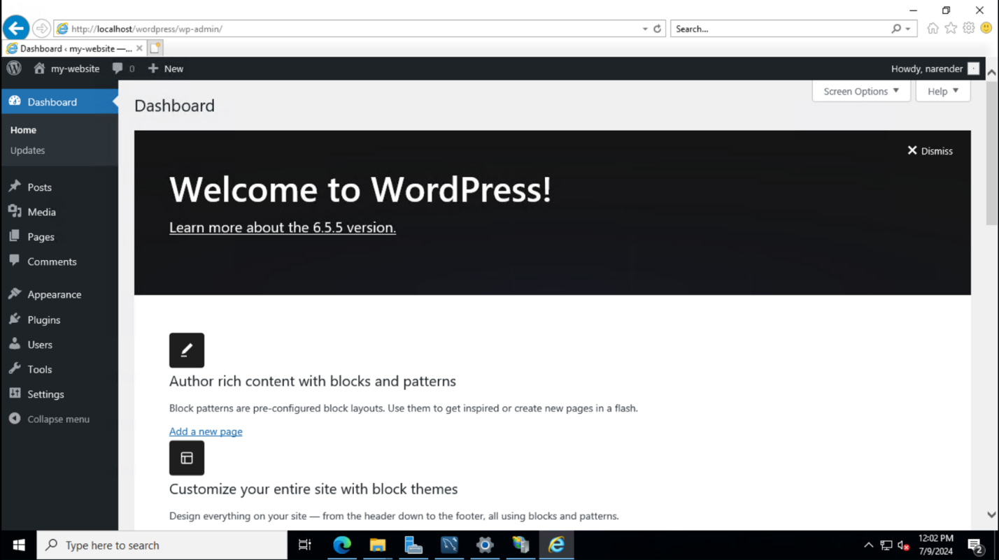 http://localhost/wordpress/wp-admin/
Search...
Dashboard ‹ my-website —...
my-website 0 + New
Howdy, narender
Screen Options ▼ Help ▼
Dashboard
Home
Updates
Posts
Media
Pages
Comments
Appearance
Plugins
Users
Tools
Settings
Collapse menu
Dashboard
Dismiss
Welcome to WordPress!
Learn more about the 6.5.5 version.
Author rich content with blocks and patterns
Block patterns are pre-configured block layouts. Use them to get inspired or create new pages in a flash.
Add a new page
Customize your entire site with block themes
Design everything on your site — from the header down to the footer, all using blocks and patterns.
Type here to search
12:02 PM
7/9/2024
2